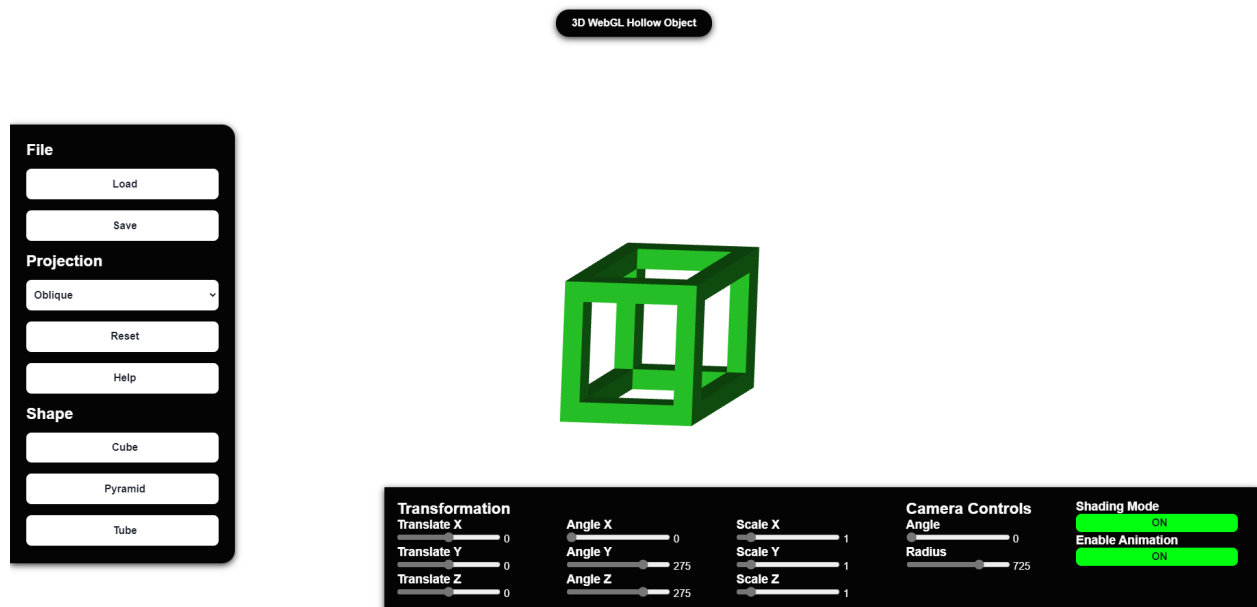 3D WebGL Hollow Object
File
Load
Save
Projection
Oblique
Reset
Help
Shape
Cube
Pyramid
Tube
Transformation
Translate X
0
Translate Y
0
Translate Z
0
Angle X
0
Angle Y
275
Angle Z
275
Scale X
1
Scale Y
1
Scale Z
1
Camera Controls
Angle
0
Radius
725
Shading Mode
ON
Enable Animation
ON